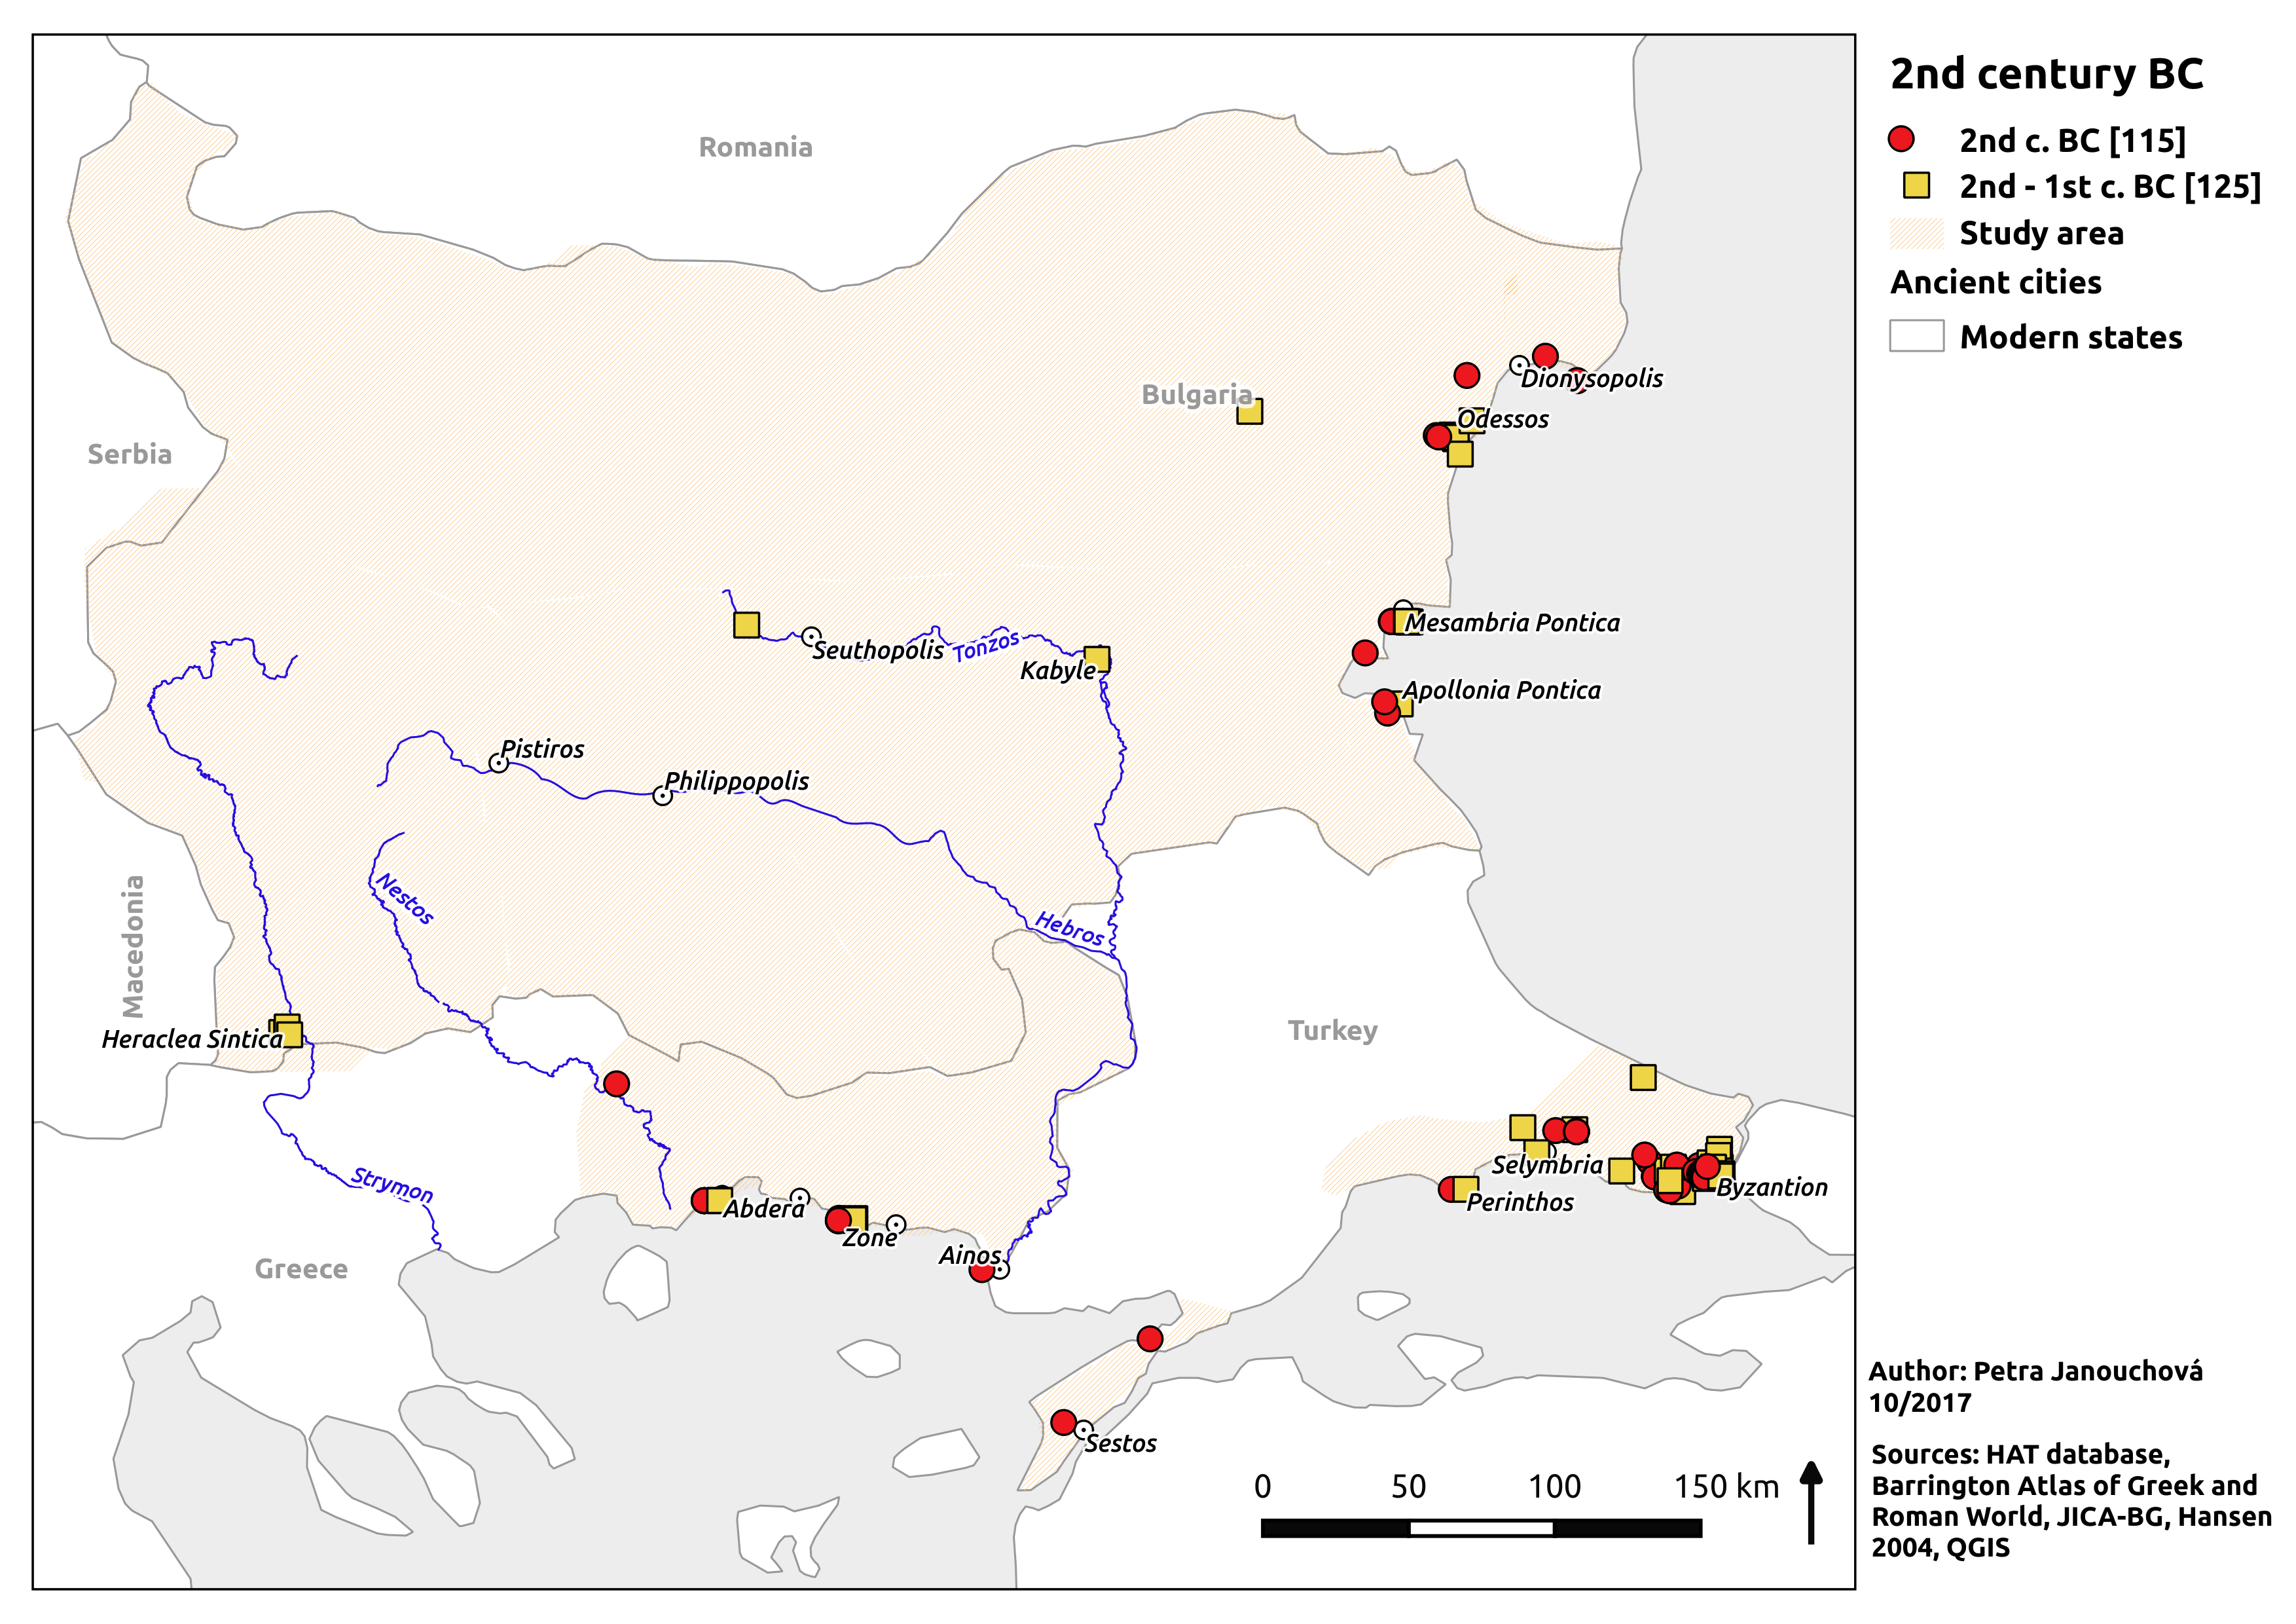 2nd century BC
2nd c. BC [115]
2nd - 1st c. BC [125]
Study area
Ancient cities
Modern states
Romania
Bulgaria
Dionysopolis
Odessos
Serbia
Mesambria Pontica
Seuthopolis
Tonzos
Kabyle
Apollonia Pontica
Pistiros
Philippopolis
Nestos
Hebros
Macedonia
Heraclea Sintica
Turkey
Selymbria
Strymon
Abdera
Perinthos
Byzantion
Zone
Ainos
Greece
Sestos
0 50 100 150 km
Author: Petra Janouchová
10/2017
Sources: HAT database,
Barrington Atlas of Greek and
Roman World, JICA-BG, Hansen
2004, QGIS